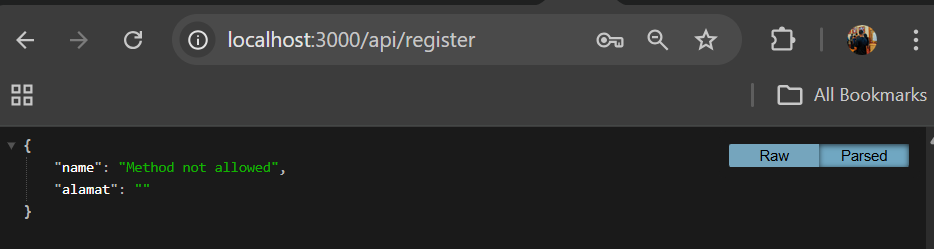 localhost:3000/api/register
All Bookmarks
{
Raw Parsed
"name": "Method not allowed",
"alamat": ""
}